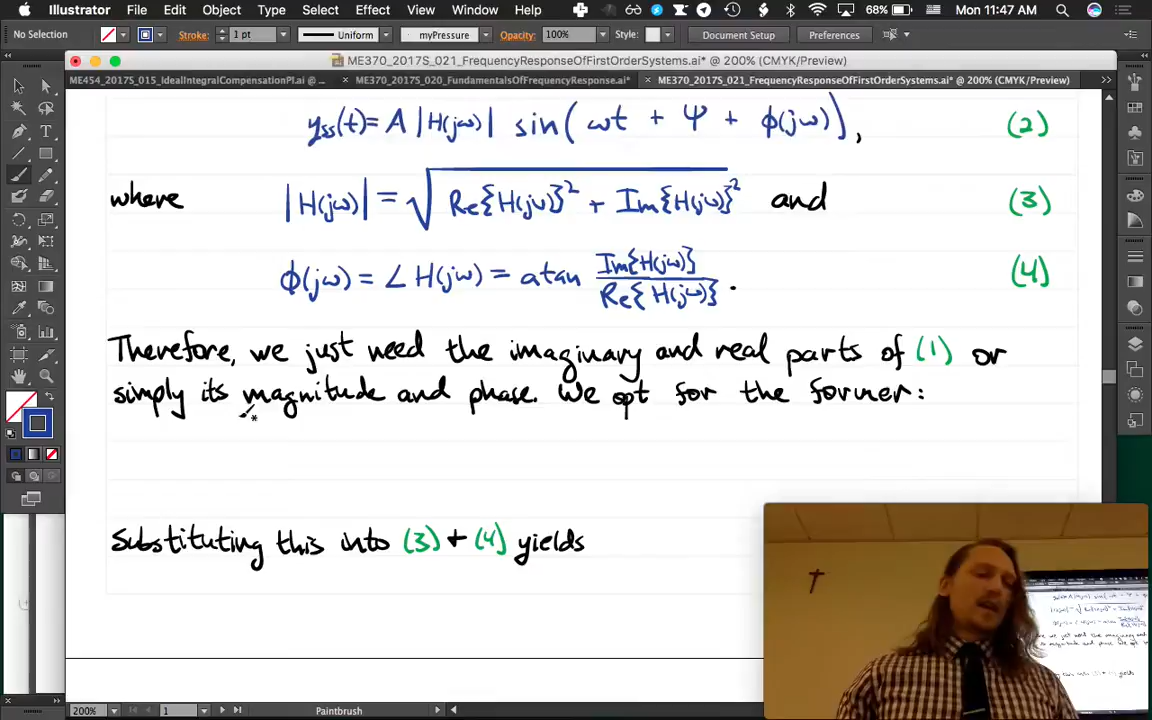 Illustrator File Edit Object Type Select Effect View Window Help 68% Mon 11:47 AM
No Selection Stroke: 1 pt Uniform myPressure Opacity: 100% Style: Document Setup Preferences
ME370_2017S_021_FrequencyResponseOfFirstOrderSystems.ai* @ 200% (CMYK/Preview)
ME454_2017S_015_IdealIntegralCompensationPI.ai @ ... ME370_2017S_020_FundamentalsOfFrequencyResponse.ai* ME370_2017S_021_FrequencyResponseOfFirstOrderSystems.ai* @ 200% (CMYK/Preview)
yss(t) = A |H(jω)| sin( ωt + Ψ + ϕ(jω) ), (2)
where |H(jω)| = √(Re{H(jω)}² + Im{H(jω)}²) and (3)
ϕ(jω) = ∠ H(jω) = atan Im{H(jω)} / Re{H(jω)} . (4)
Therefore, we just need the imaginary and real parts of (1) or
simply its magnitude and phase. We opt for the former:
Substituting this into (3) + (4) yields
200% 1 Paintbrush